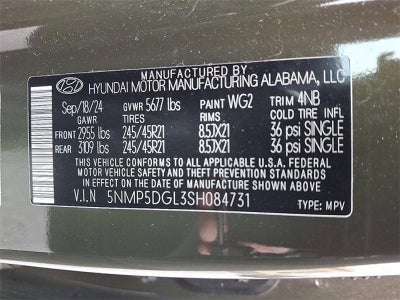 MANUFACTURED BY
HYUNDAI MOTOR MANUFACTURING ALABAMA, LLC
Sep/18/24 GVWR 5677 lbs PAINT WG2 TRIM 4NB
GAWR TIRES RIMS COLD TIRE INFL
FRONT 2955 lbs 245/45R21 8.5JX21 36 psi SINGLE
REAR 3109 lbs 245/45R21 8.5JX21 36 psi SINGLE
THIS VEHICLE CONFORMS TO ALL APPLICABLE U.S.A. FEDERAL
MOTOR VEHICLE SAFETY AND THEFT PREVENTION STANDARDS
IN EFFECT ON THE DATE OF MANUFACTURE SHOWN ABOVE.
V.I.N 5NMP5DGL3SH084731 TYPE: MPV